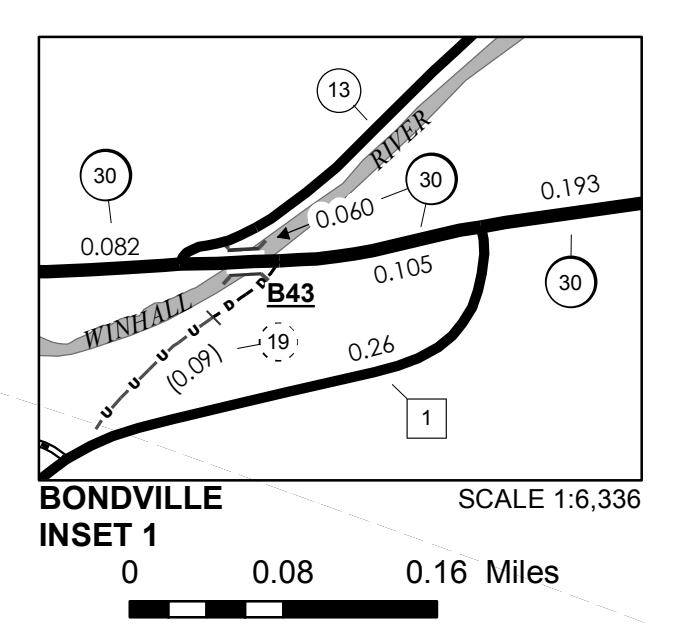 13
RIVER
30
30
0.193
0.060
0.082
0.105
30
B43
WINHALL
D
D
U
U
U
U
19
(0.09)
0.26
1
BONDVILLE
INSET 1
SCALE 1:6,336
0 0.08 0.16 Miles